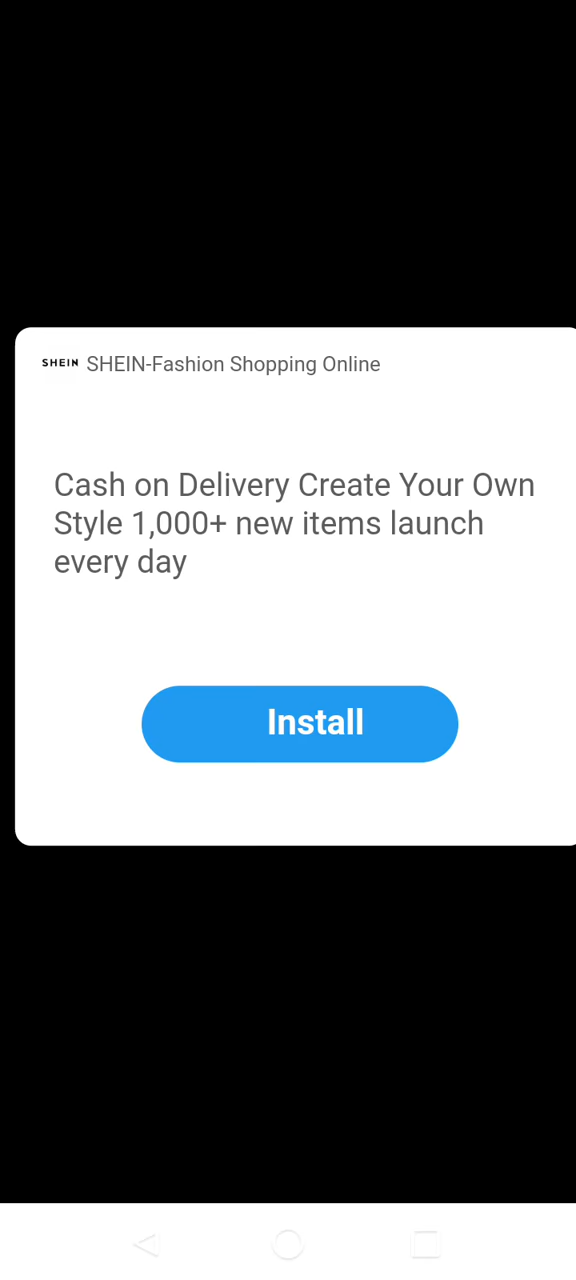 SHEIN SHEIN-Fashion Shopping Online
Cash on Delivery Create Your Own
Style 1,000+ new items launch
every day
Install